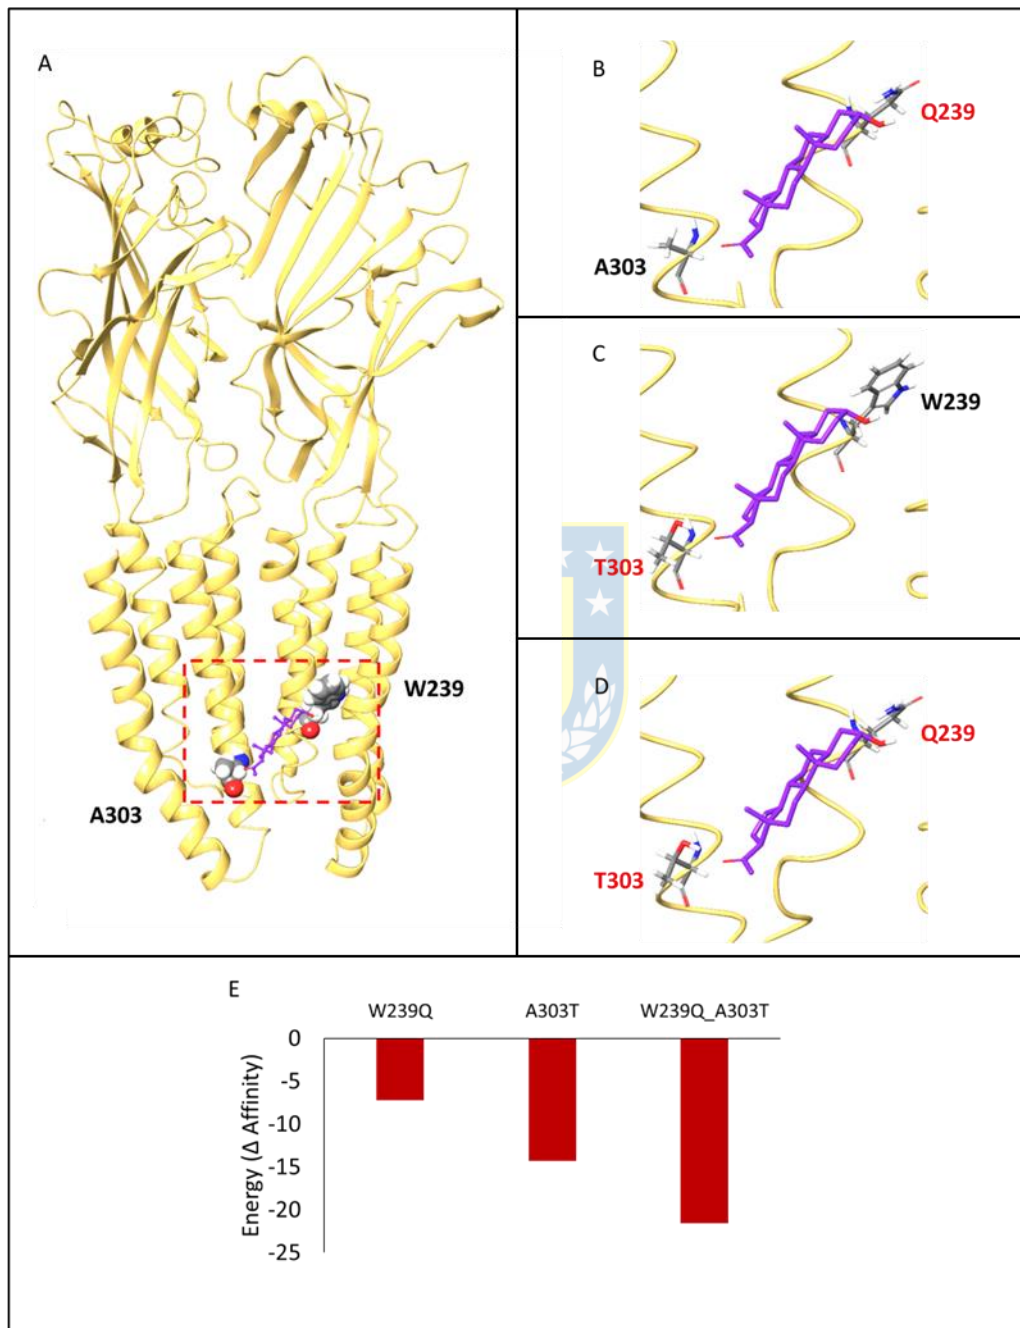 A
W239
A303
B
Q239
A303
C
W239
T303
D
Q239
T303
E
W239Q A303T W239Q_A303T
Energy (Δ Affinity)
0
-5
-10
-15
-20
-25